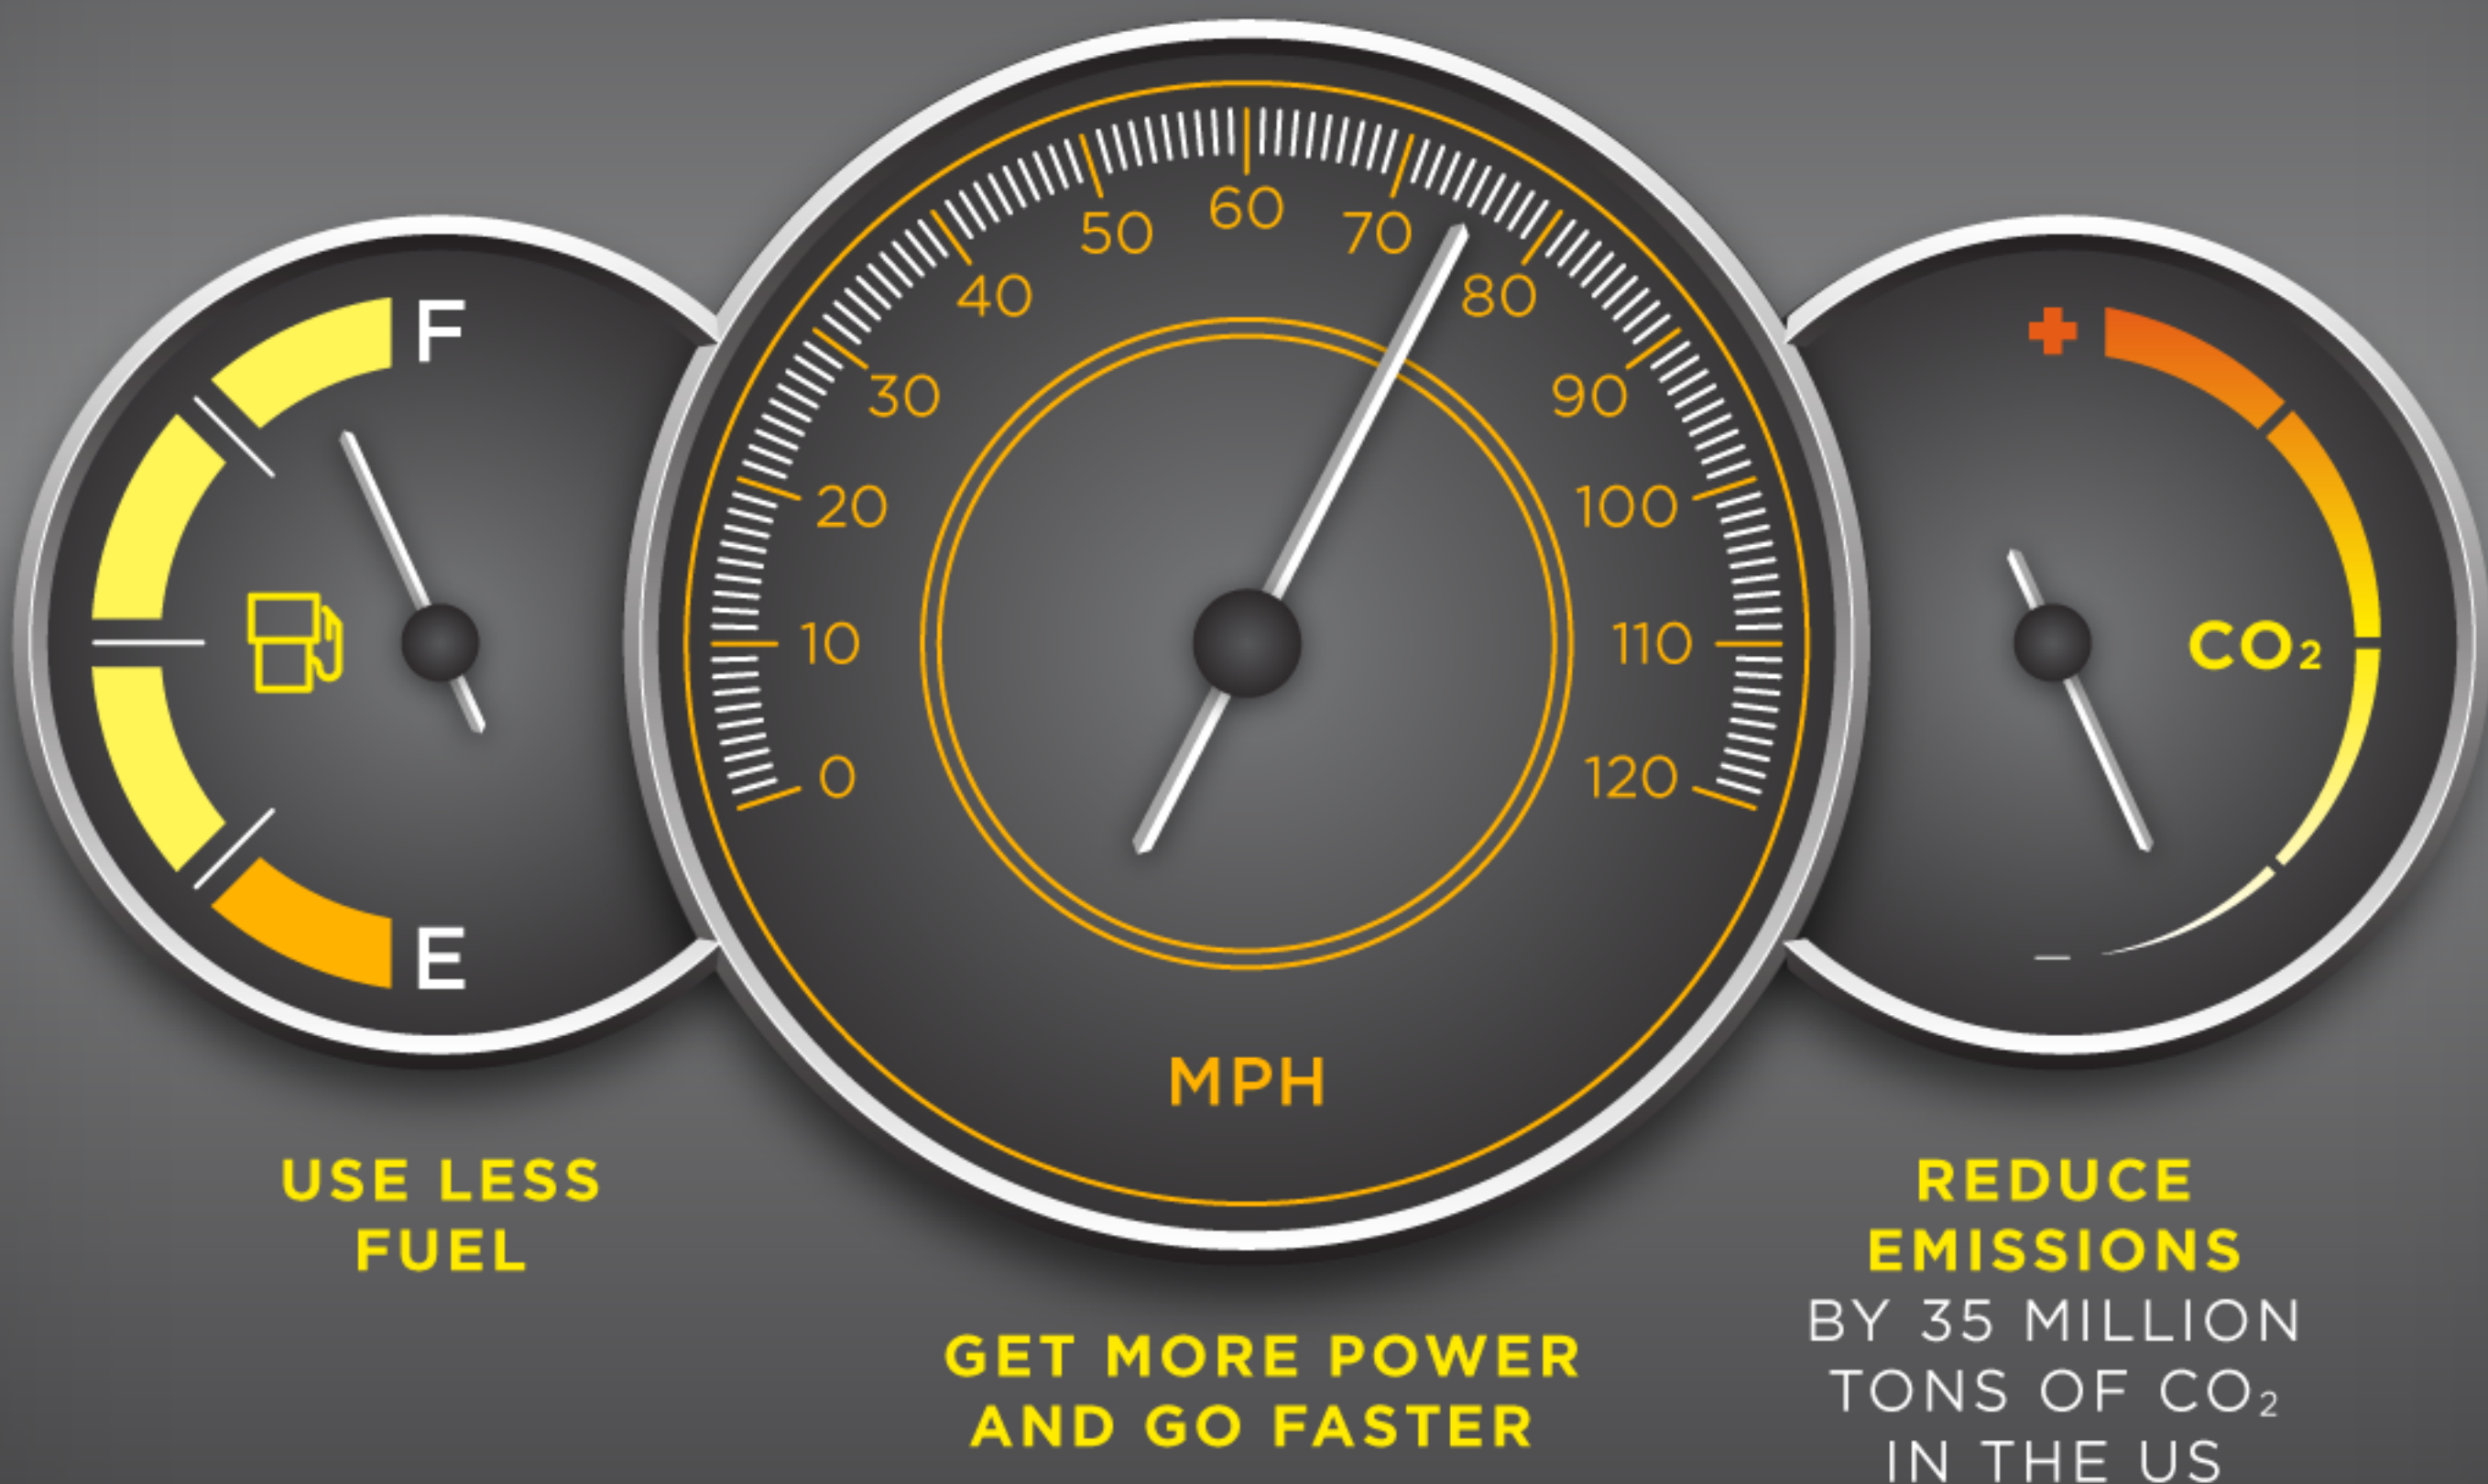 F
E
0
10
20
30
40
50
60
70
80
90
100
110
120
MPH
+
CO₂
–
USE LESS
FUEL
GET MORE POWER
AND GO FASTER
REDUCE
EMISSIONS
BY 35 MILLION
TONS OF CO₂
IN THE US